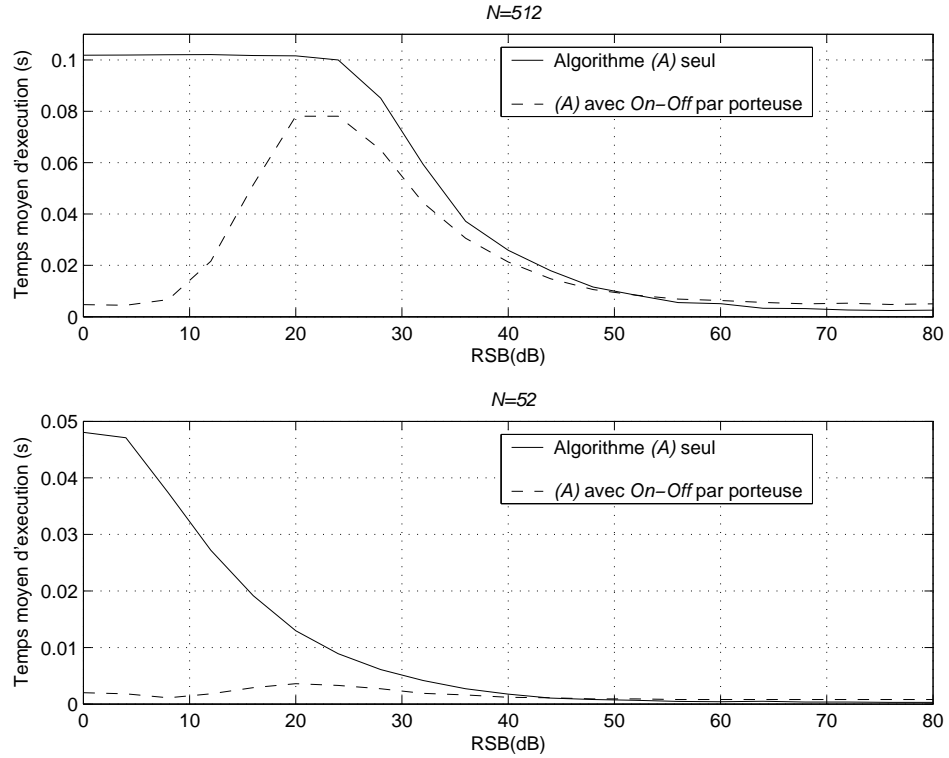 N=512
Temps moyen d'execution (s)
0.1
0.08
0.06
0.04
0.02
0
Algorithme (A) seul
(A) avec On−Off par porteuse
0 10 20 30 40 50 60 70 80
RSB(dB)
N=52
Temps moyen d'execution (s)
0.05
0.04
0.03
0.02
0.01
0
Algorithme (A) seul
(A) avec On−Off par porteuse
0 10 20 30 40 50 60 70 80
RSB(dB)